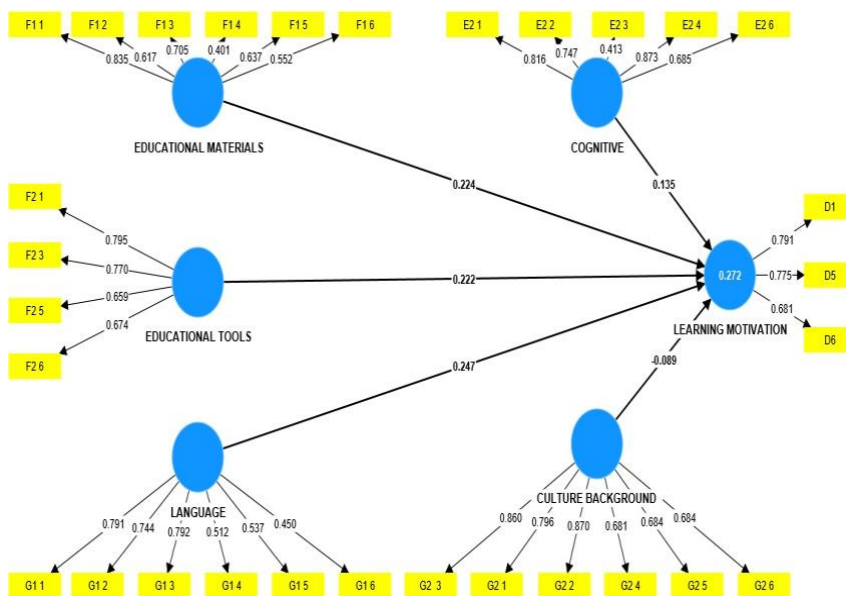 F1 1 F1 2 F1 3 F1 4 F1 5 F1 6
0.835 0.617 0.705 0.401 0.637 0.552
EDUCATIONAL MATERIALS
E2 1 E2 2 E2 3 E2 4 E2 6
0.816 0.747 0.413 0.873 0.685
COGNITIVE
0.224
0.135
F2 1
F2 3
F2 5
F2 6
0.795
0.770
0.659
0.674
EDUCATIONAL TOOLS
0.222
0.272
LEARNING MOTIVATION
0.791
0.775
0.681
D1
D5
D6
0.247
-0.089
LANGUAGE
0.791 0.744 0.792 0.512 0.537 0.450
G1 1 G1 2 G1 3 G1 4 G1 5 G1 6
CULTURE BACKGROUND
0.860 0.796 0.870 0.681 0.684 0.684
G2 3 G2 1 G2 2 G2 4 G2 5 G2 6